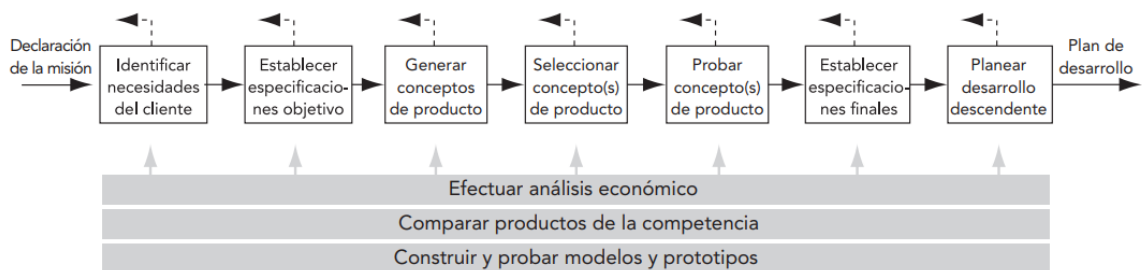 Declaración
de la misión
Identificar
necesidades
del cliente
Establecer
especificacio-
nes objetivo
Generar
conceptos
de producto
Seleccionar
concepto(s)
de producto
Probar
concepto(s)
de producto
Establecer
especificacio-
nes finales
Planear
desarrollo
descendente
Plan de
desarrollo
Efectuar análisis económico
Comparar productos de la competencia
Construir y probar modelos y prototipos